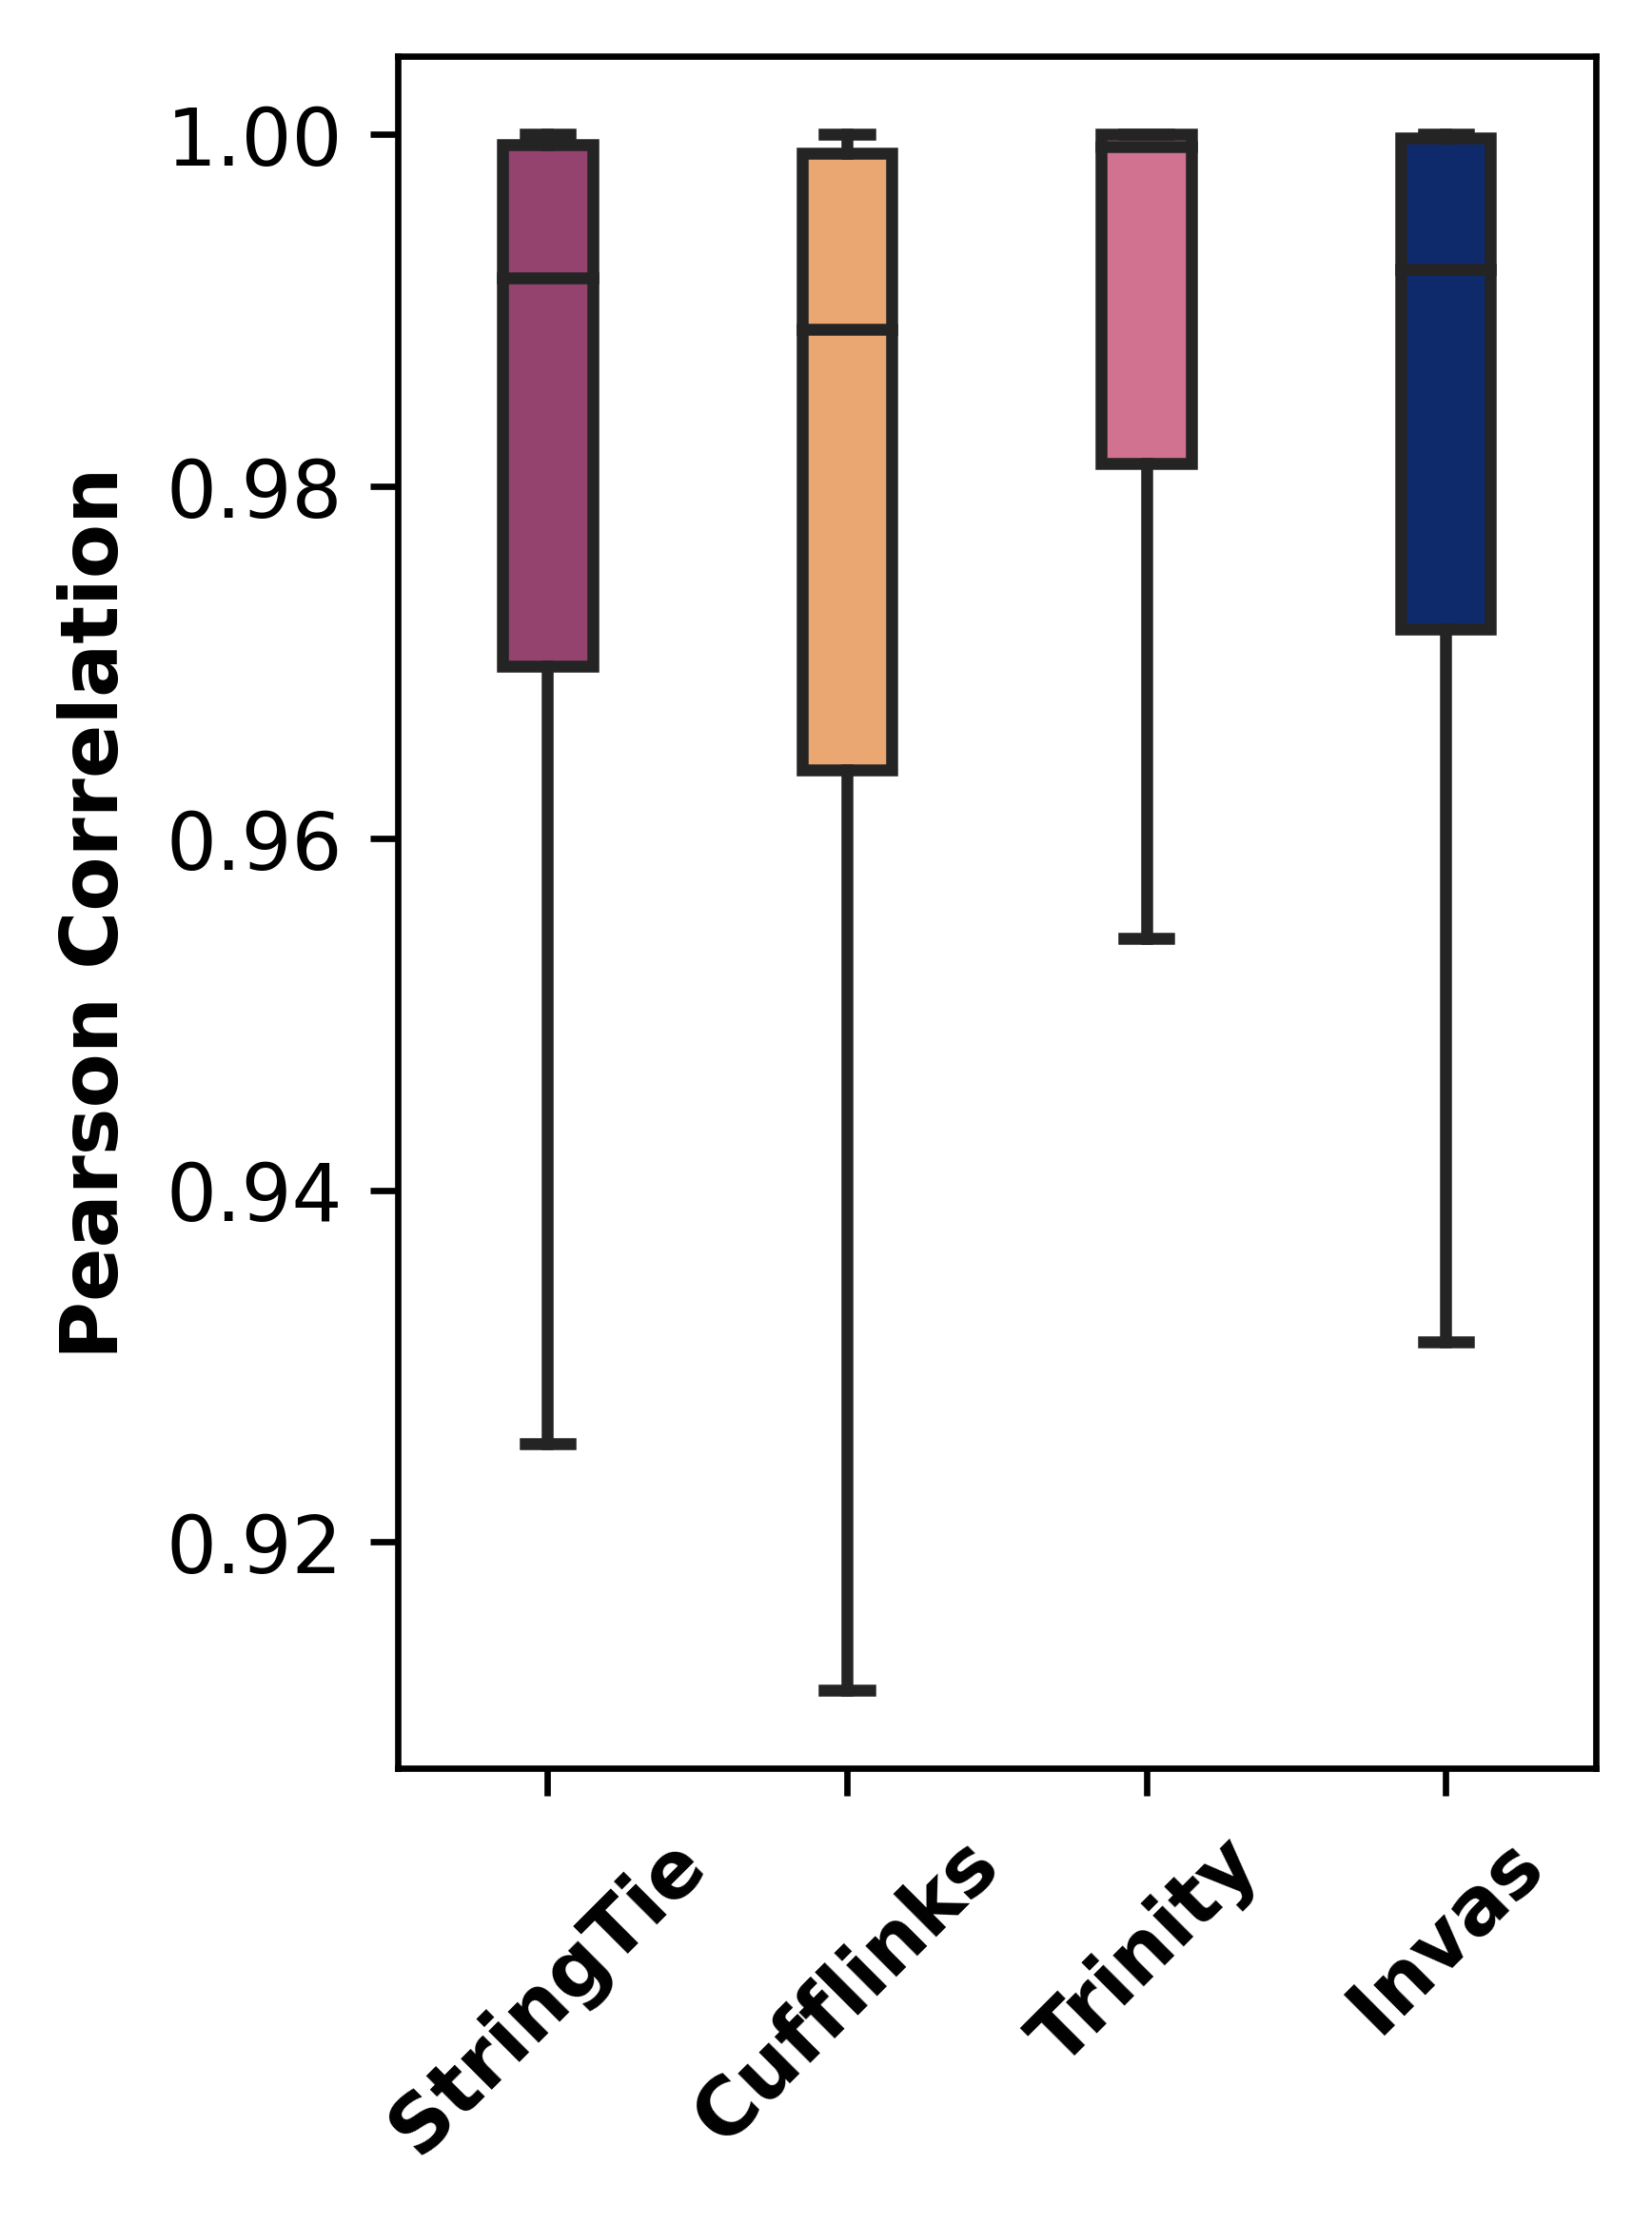 Pearson Correlation
1.00
0.98
0.96
0.94
0.92
StringTie
Cufflinks
Trinity
Invas